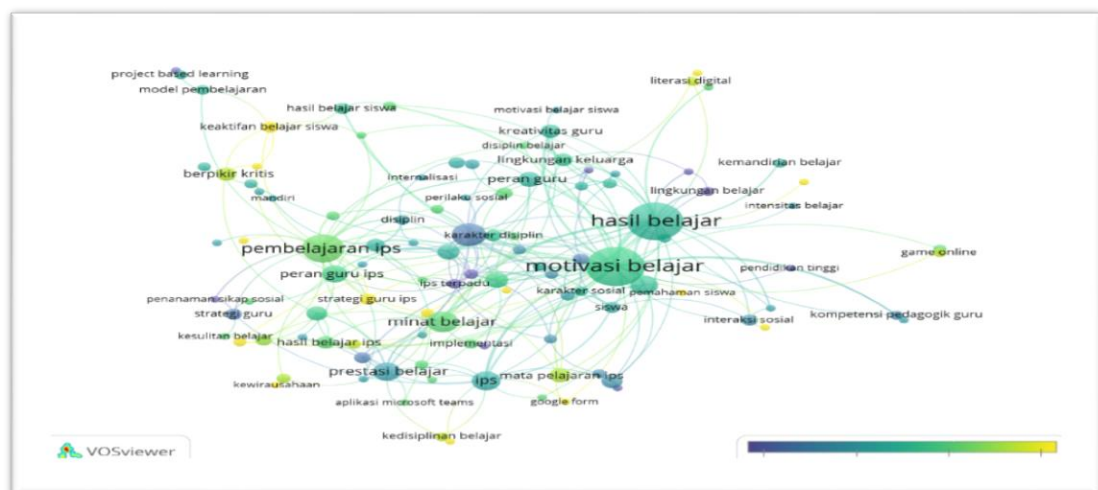 project based learning
model pembelajaran
literasi digital
hasil belajar siswa
motivasi belajar siswa
keaktifan belajar siswa
kreativitas guru
disiplin belajar
lingkungan keluarga
kemandirian belajar
berpikir kritis
internalisasi
peran guru
mandiri
perilaku sosial
lingkungan belajar
intensitas belajar
disiplin
hasil belajar
karakter disiplin
pembelajaran ips
game online
motivasi belajar
pendidikan tinggi
peran guru ips
ips terpadu
karakter sosial
pemahaman siswa
penanaman sikap sosial
strategi guru ips
siswa
strategi guru
minat belajar
interaksi sosial
kompetensi pedagogik guru
kesulitan belajar
hasil belajar ips
implementasi
prestasi belajar
ips
mata pelajaran ips
kewirausahaan
aplikasi microsoft teams
google form
kedisiplinan belajar
VOSviewer